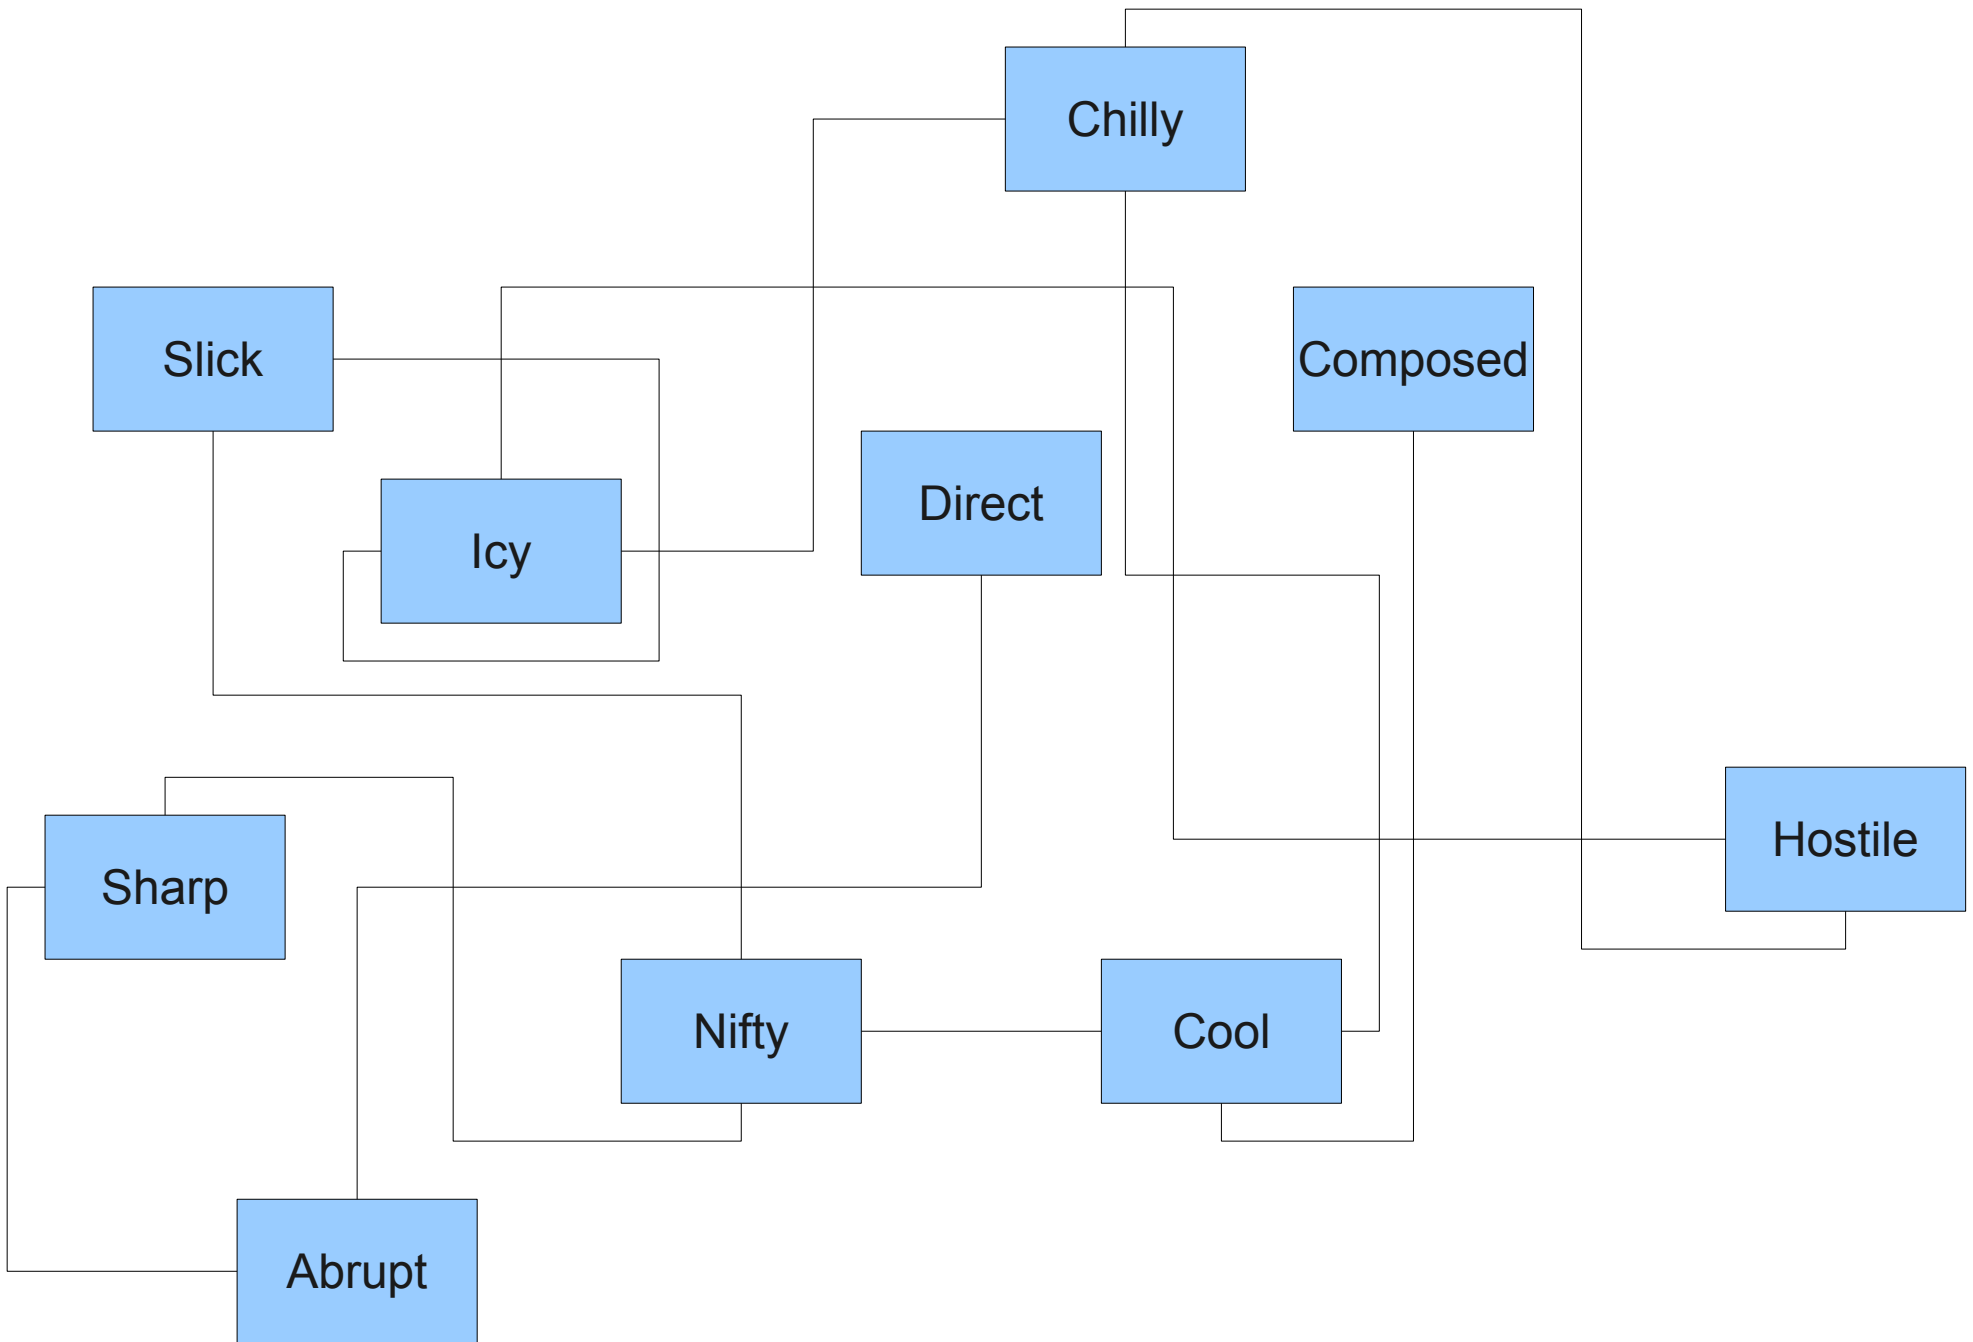 Chilly
Slick
Composed
Direct
Icy
Hostile
Sharp
Nifty
Cool
Abrupt